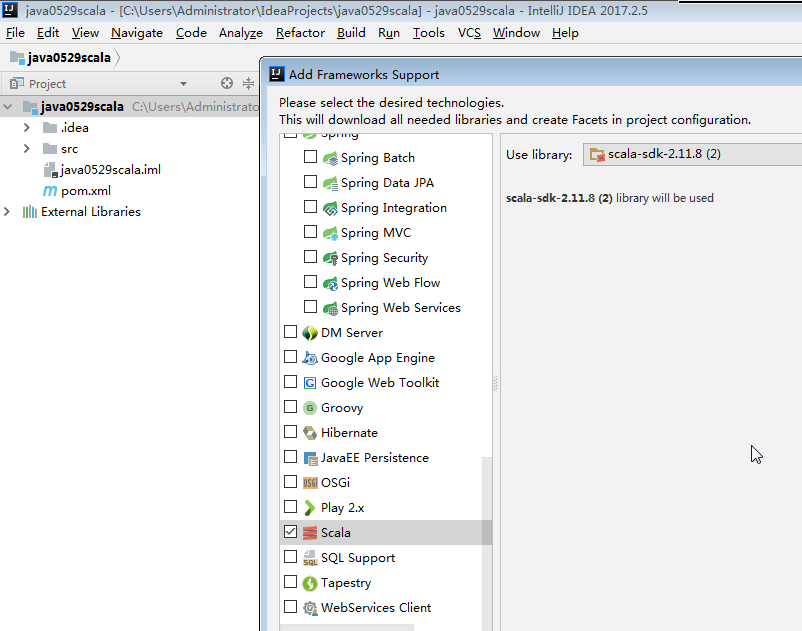 java0529scala - [C:\Users\Administrator\IdeaProjects\java0529scala] - java0529scala - IntelliJ IDEA 2017.2.5
File Edit View Navigate Code Analyze Refactor Build Run Tools VCS Window Help
java0529scala
Project
java0529scala C:\Users\Administrato
.idea
src
java0529scala.iml
pom.xml
External Libraries
Add Frameworks Support
Please select the desired technologies.
This will download all needed libraries and create Facets in project configuration.
Spring
Spring Batch
Spring Data JPA
Spring Integration
Spring MVC
Spring Security
Spring Web Flow
Spring Web Services
DM Server
Google App Engine
Google Web Toolkit
Groovy
Hibernate
JavaEE Persistence
OSGi
Play 2.x
Scala
SQL Support
Tapestry
WebServices Client
Use library: scala-sdk-2.11.8 (2)
scala-sdk-2.11.8 (2) library will be used